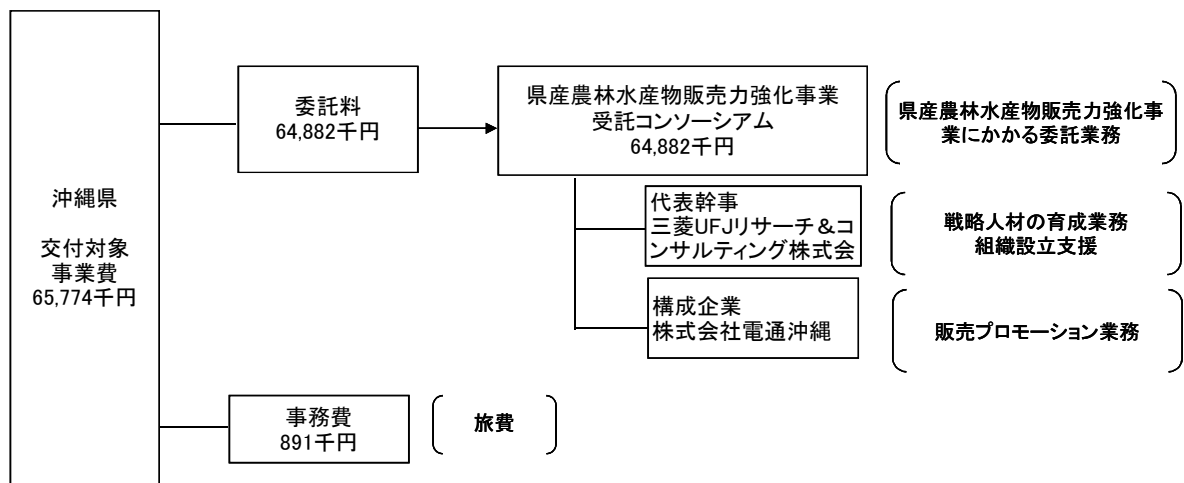 沖縄県
交付対象
事業費
65,774千円
委託料
64,882千円
県産農林水産物販売力強化事業
受託コンソーシアム
64,882千円
県産農林水産物販売力強化事
業にかかる委託業務
代表幹事
三菱UFJリサーチ＆コ
ンサルティング株式会
戦略人材の育成業務
組織設立支援
構成企業
株式会社電通沖縄
販売プロモーション業務
事務費
891千円
旅費